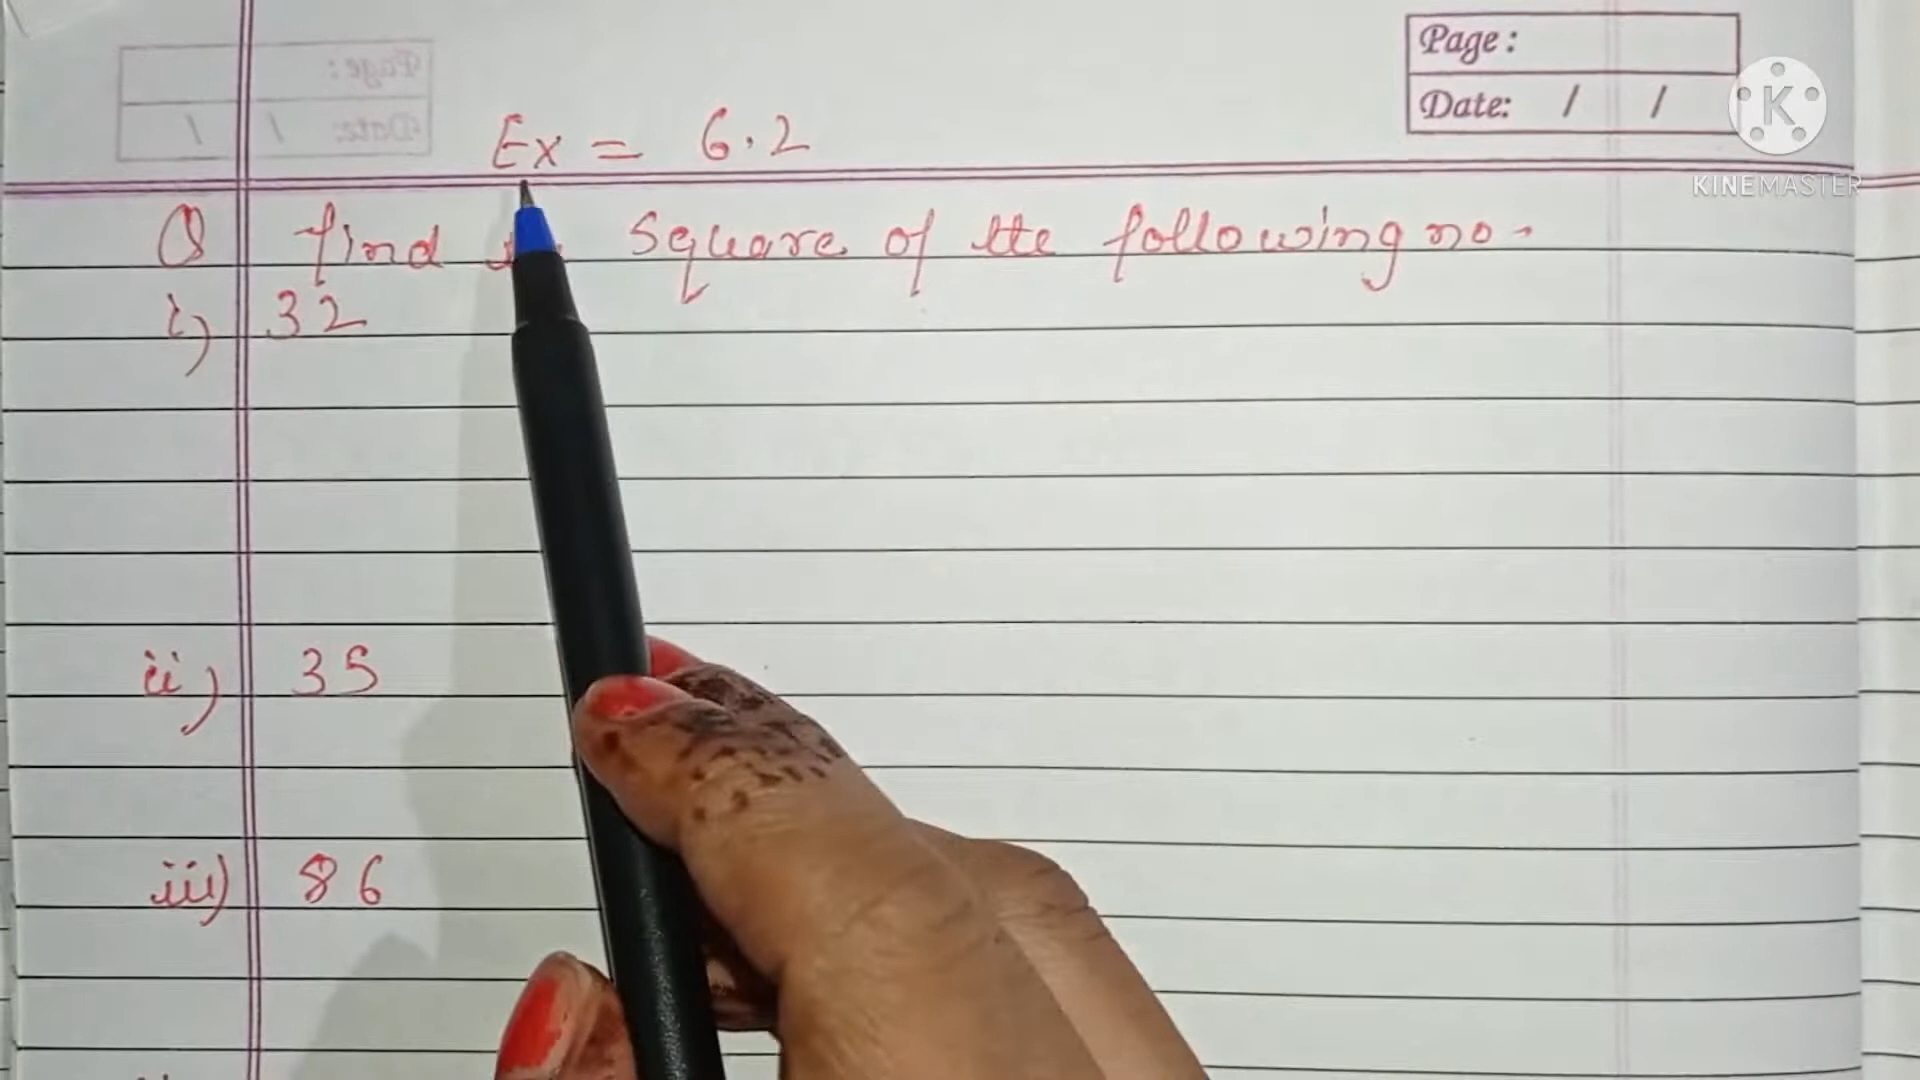 Page:
Date: / /
KINEMASTER
Ex = 6.2
Q find Square of the following no.
i) 32
ii) 35
iii) 86